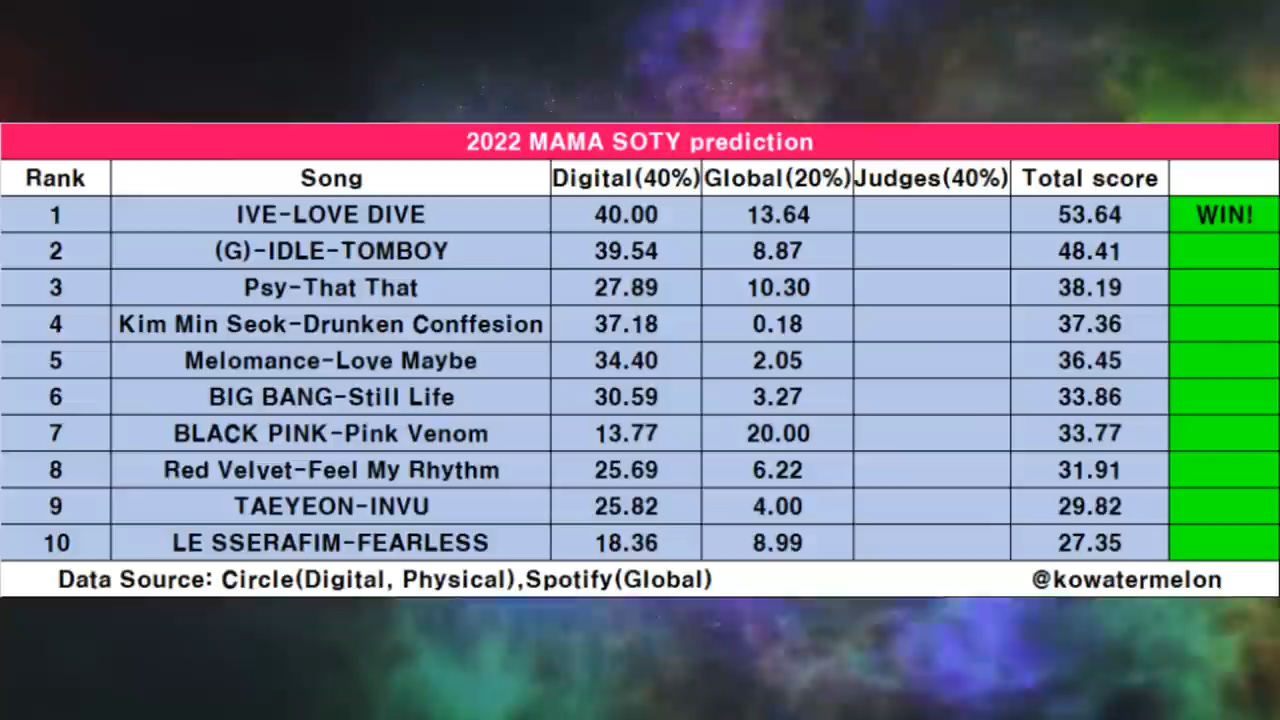 2022 MAMA SOTY prediction
Rank Song Digital(40%) Global(20%) Judges(40%) Total score
1 IVE-LOVE DIVE 40.00 13.64 53.64 WIN!
2 (G)-IDLE-TOMBOY 39.54 8.87 48.41
3 Psy-That That 27.89 10.30 38.19
4 Kim Min Seok-Drunken Conffesion 37.18 0.18 37.36
5 Melomance-Love Maybe 34.40 2.05 36.45
6 BIG BANG-Still Life 30.59 3.27 33.86
7 BLACK PINK-Pink Venom 13.77 20.00 33.77
8 Red Velvet-Feel My Rhythm 25.69 6.22 31.91
9 TAEYEON-INVU 25.82 4.00 29.82
10 LE SSERAFIM-FEARLESS 18.36 8.99 27.35
Data Source: Circle(Digital, Physical),Spotify(Global) @kowatermelon